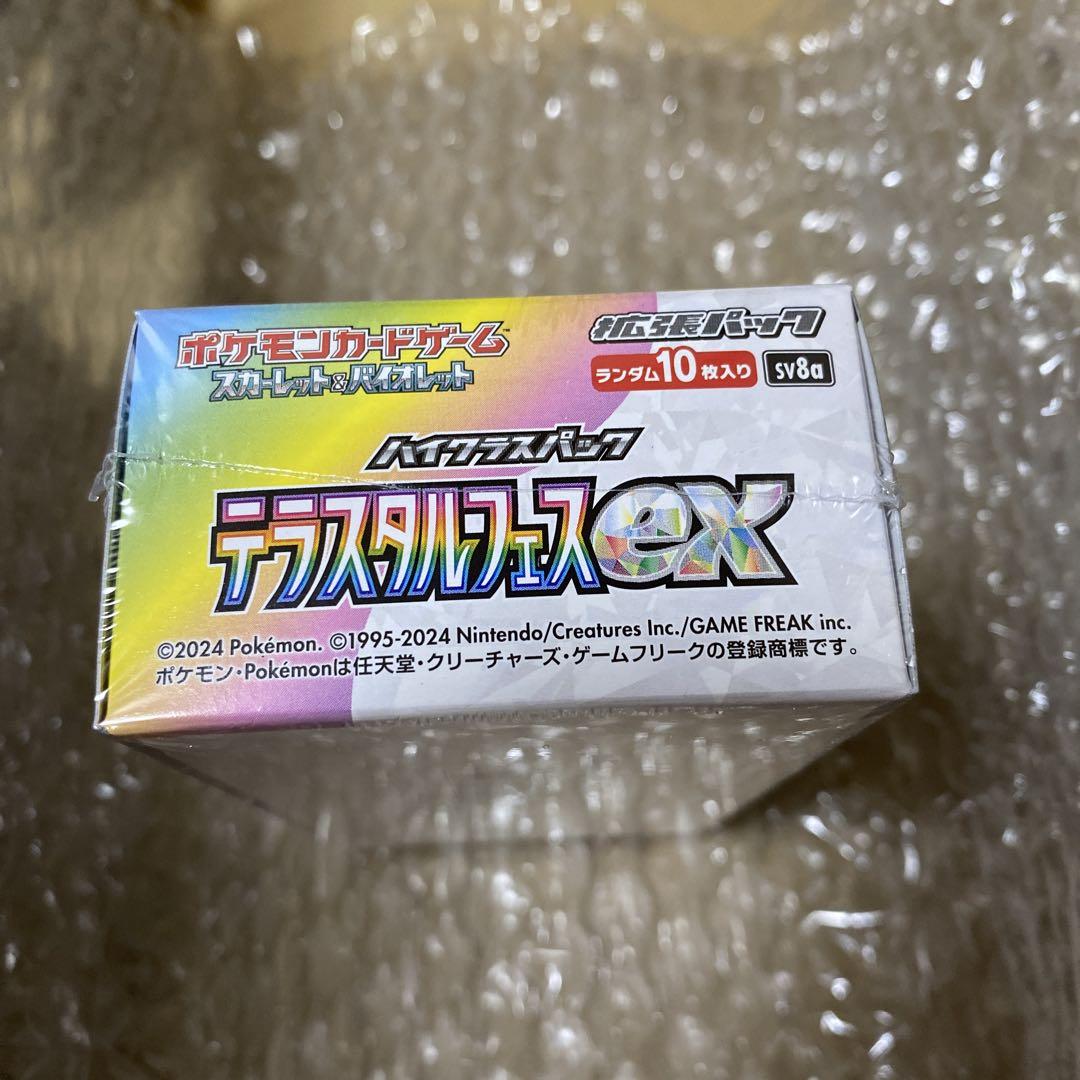 ポケモンカードゲーム™
スカーレット&バイオレット
拡張パック
ランダム10枚入り
sv8a
ハイクラスパック
テラスタルフェスex
©2024 Pokémon. ©1995-2024 Nintendo/Creatures Inc./GAME FREAK inc.
ポケモン・Pokémonは任天堂・クリーチャーズ・ゲームフリークの登録商標です。